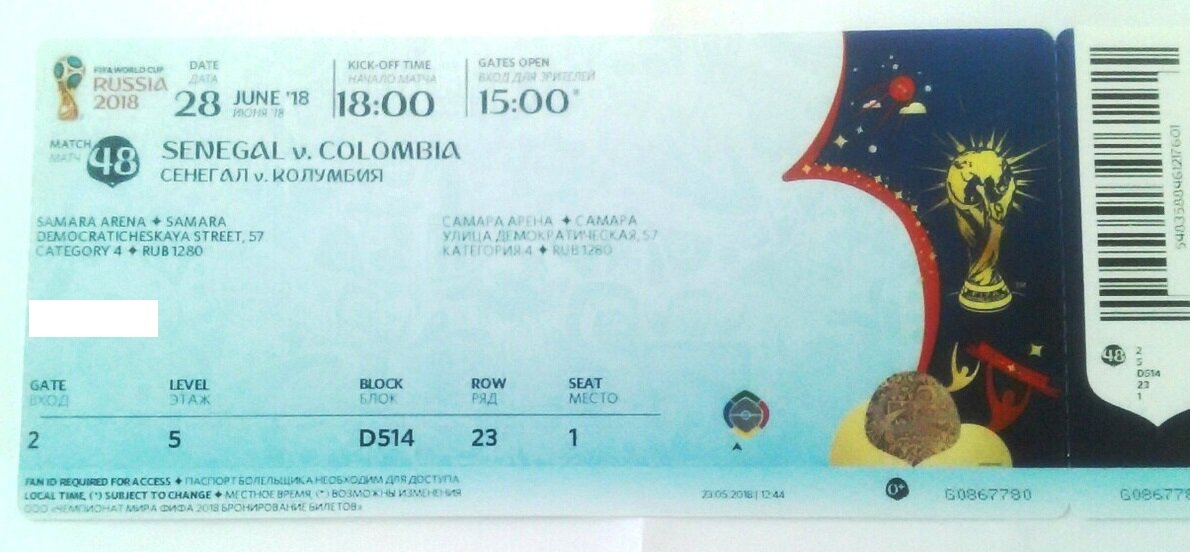 FIFA WORLD CUP
RUSSIA
2018
DATE
ДАТА
28 JUNE '18
ИЮНЯ '18
KICK-OFF TIME
НАЧАЛО МАТЧА
18:00
GATES OPEN
ВХОД ДЛЯ ЗРИТЕЛЕЙ
15:00*
MATCH
МАТЧ
48
SENEGAL v. COLOMBIA
СЕНЕГАЛ v. КОЛУМБИЯ
SAMARA ARENA ✦ SAMARA
DEMOCRATICHESKAYA STREET, 57
CATEGORY 4 ✦ RUB 1280
САМАРА АРЕНА ✦ САМАРА
УЛИЦА ДЕМОКРАТИЧЕСКАЯ, 57
КАТЕГОРИЯ 4 ✦ RUB 1280
GATE LEVEL BLOCK ROW SEAT
ВХОД ЭТАЖ БЛОК РЯД МЕСТО
2 5 D514 23 1
FAN ID REQUIRED FOR ACCESS ✦ ПАСПОРТ БОЛЕЛЬЩИКА НЕОБХОДИМ ДЛЯ ДОСТУПА
LOCAL TIME, (*) SUBJECT TO CHANGE ✦ МЕСТНОЕ ВРЕМЯ, (*) ВОЗМОЖНЫ ИЗМЕНЕНИЯ
ООО «ЧЕМПИОНАТ МИРА ФИФА 2018 БРОНИРОВАНИЕ БИЛЕТОВ»
23.05.2018 | 12:44
0+
G0867780
FIFA
48
2
5
D514
23
1